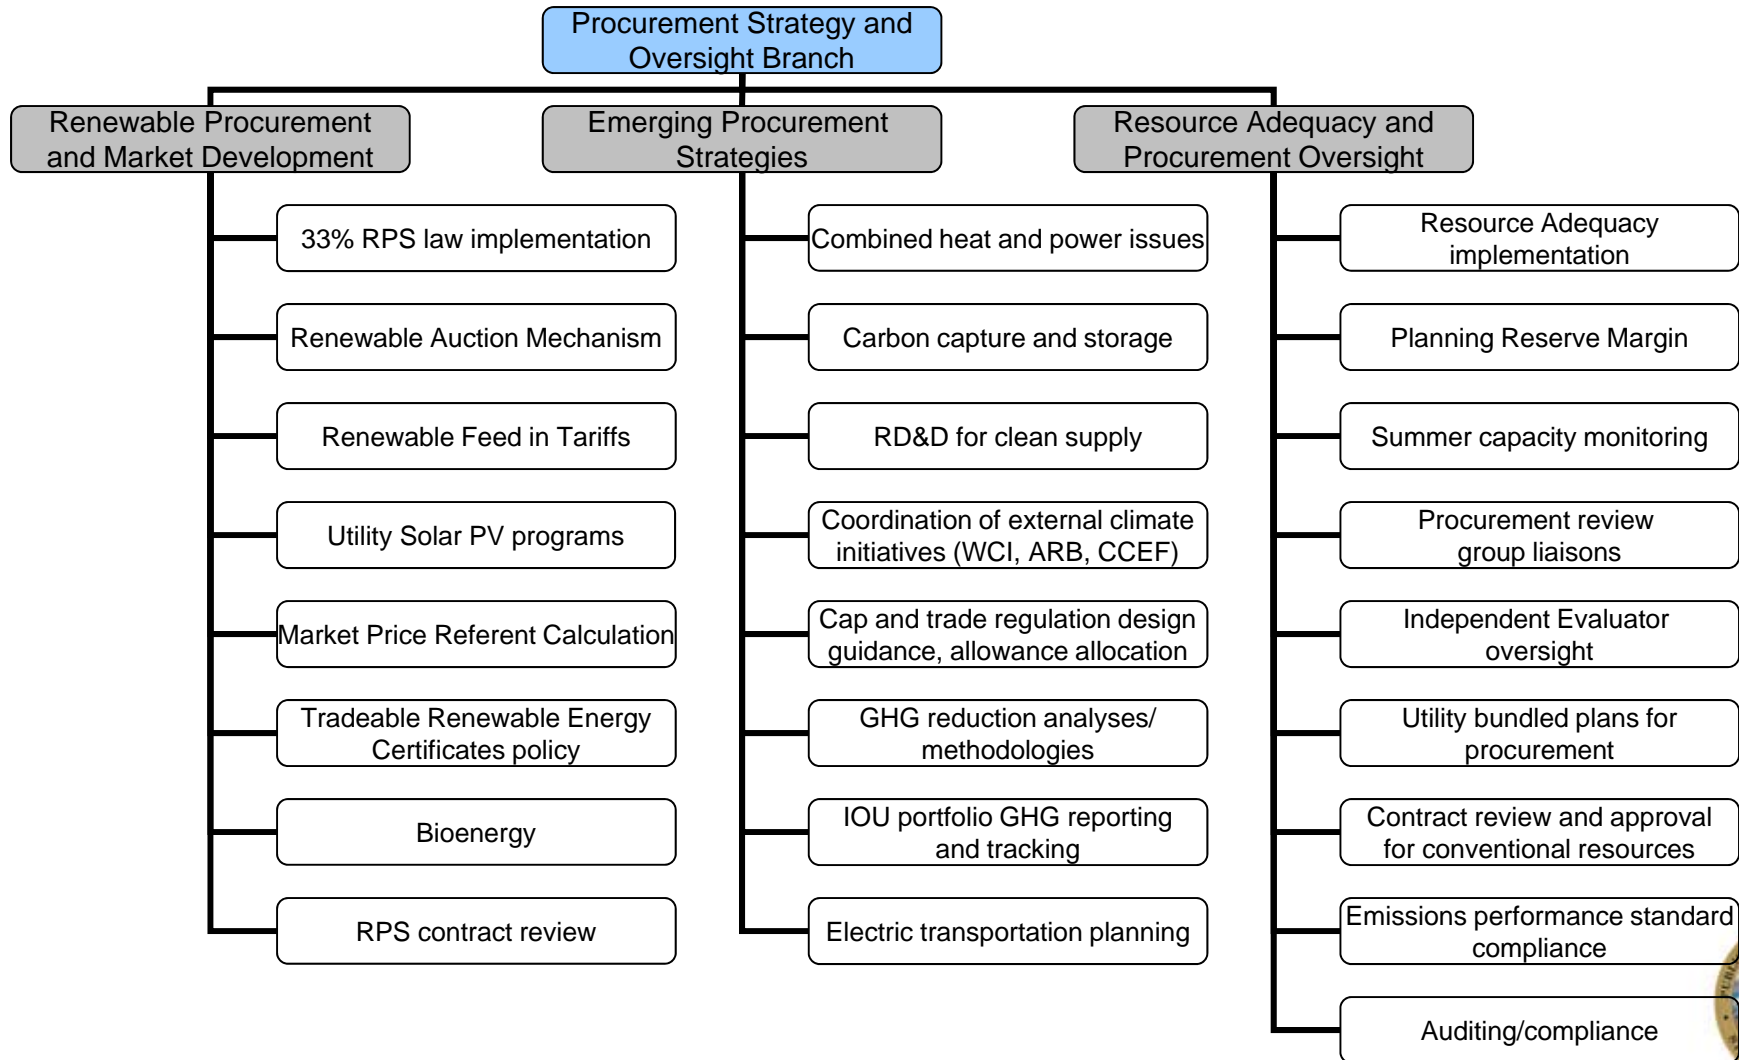 Procurement Strategy and
Oversight Branch
Renewable Procurement
and Market Development
Emerging Procurement
Strategies
Resource Adequacy and
Procurement Oversight
33% RPS law implementation
Renewable Auction Mechanism
Renewable Feed in Tariffs
Utility Solar PV programs
Market Price Referent Calculation
Tradeable Renewable Energy
Certificates policy
Bioenergy
RPS contract review
Combined heat and power issues
Carbon capture and storage
RD&D for clean supply
Coordination of external climate
initiatives (WCI, ARB, CCEF)
Cap and trade regulation design
guidance, allowance allocation
GHG reduction analyses/
methodologies
IOU portfolio GHG reporting
and tracking
Electric transportation planning
Resource Adequacy
implementation
Planning Reserve Margin
Summer capacity monitoring
Procurement review
group liaisons
Independent Evaluator
oversight
Utility bundled plans for
procurement
Contract review and approval
for conventional resources
Emissions performance standard
compliance
Auditing/compliance